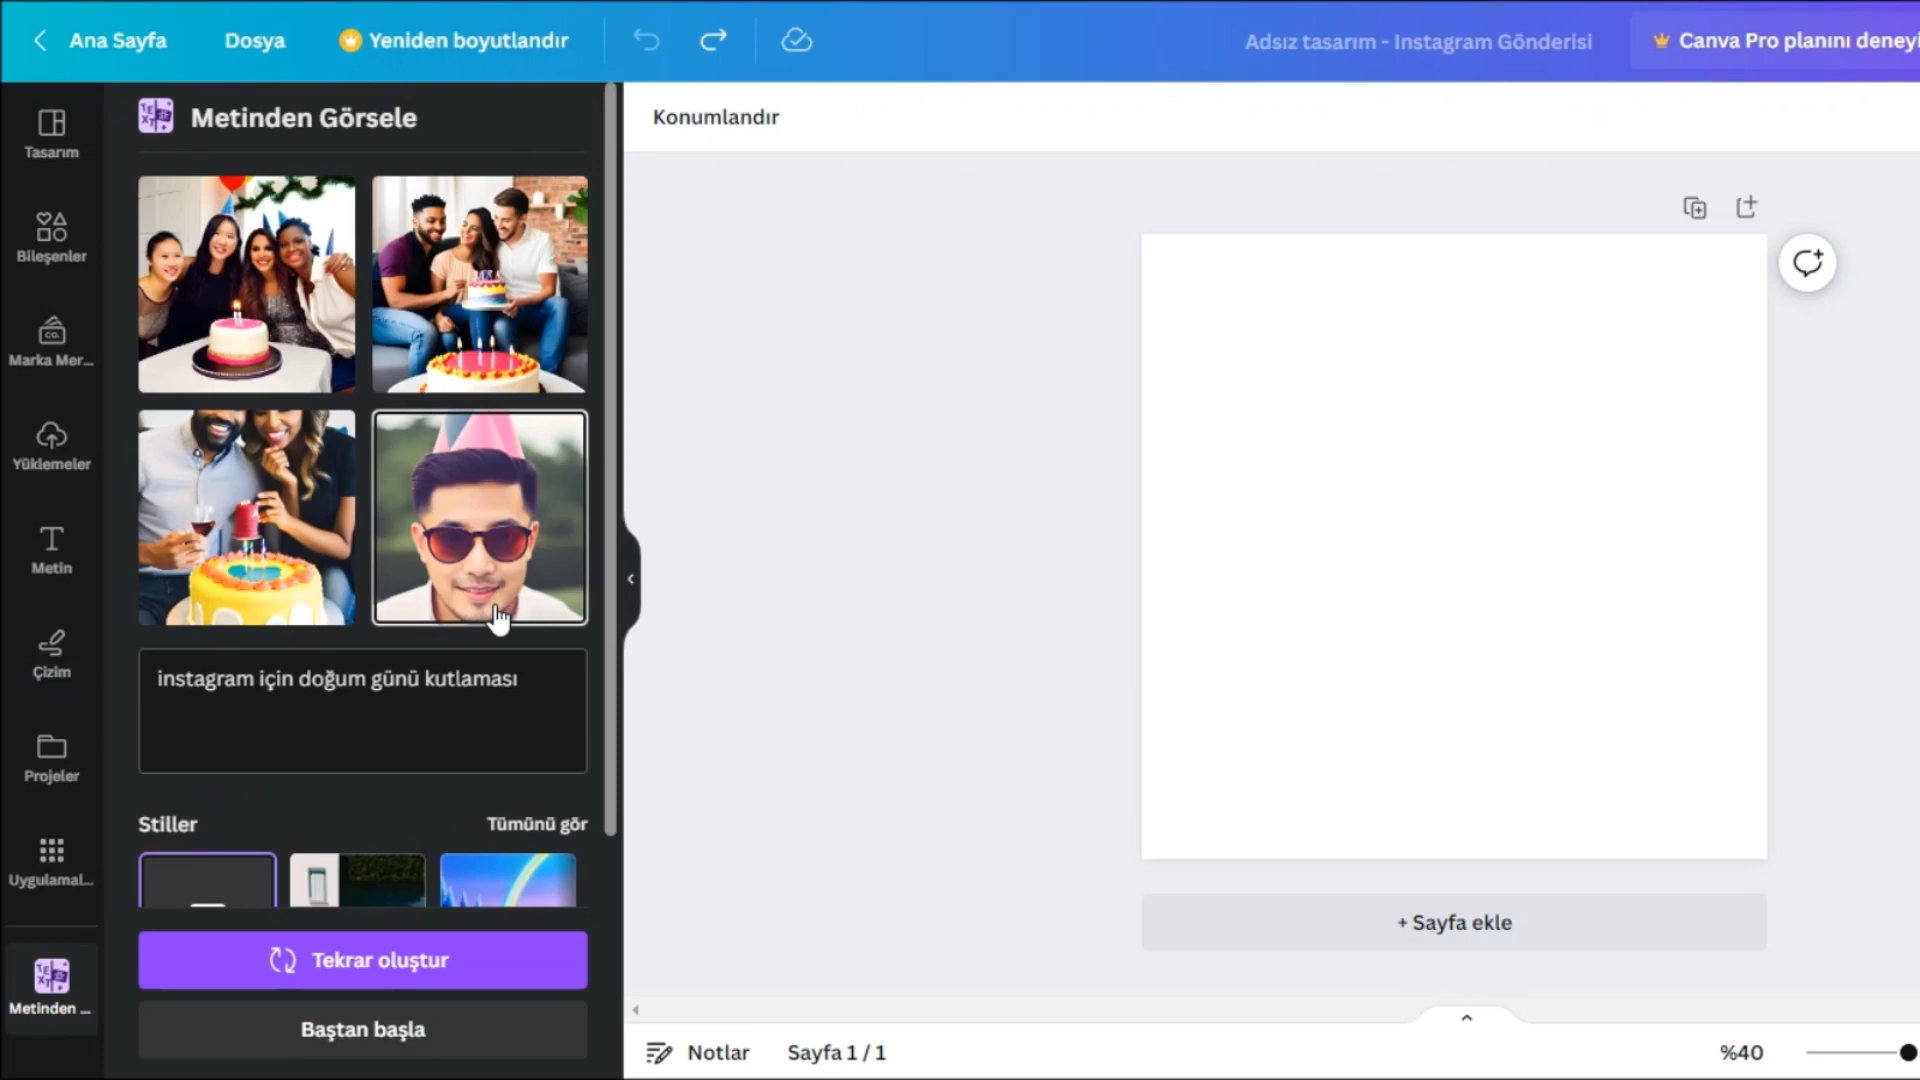 Ana Sayfa
Dosya
Yeniden boyutlandır
Adsız tasarım - Instagram Gönderisi
Canva Pro planını deneyi
Tasarım
Bileşenler
Marka Mer...
Yüklemeler
Metin
Çizim
Projeler
Uygulamal...
Metinden ...
Metinden Görsele
instagram için doğum günü kutlaması
Stiller
Tümünü gör
Tekrar oluştur
Baştan başla
Konumlandır
+ Sayfa ekle
Notlar
Sayfa 1 / 1
%40